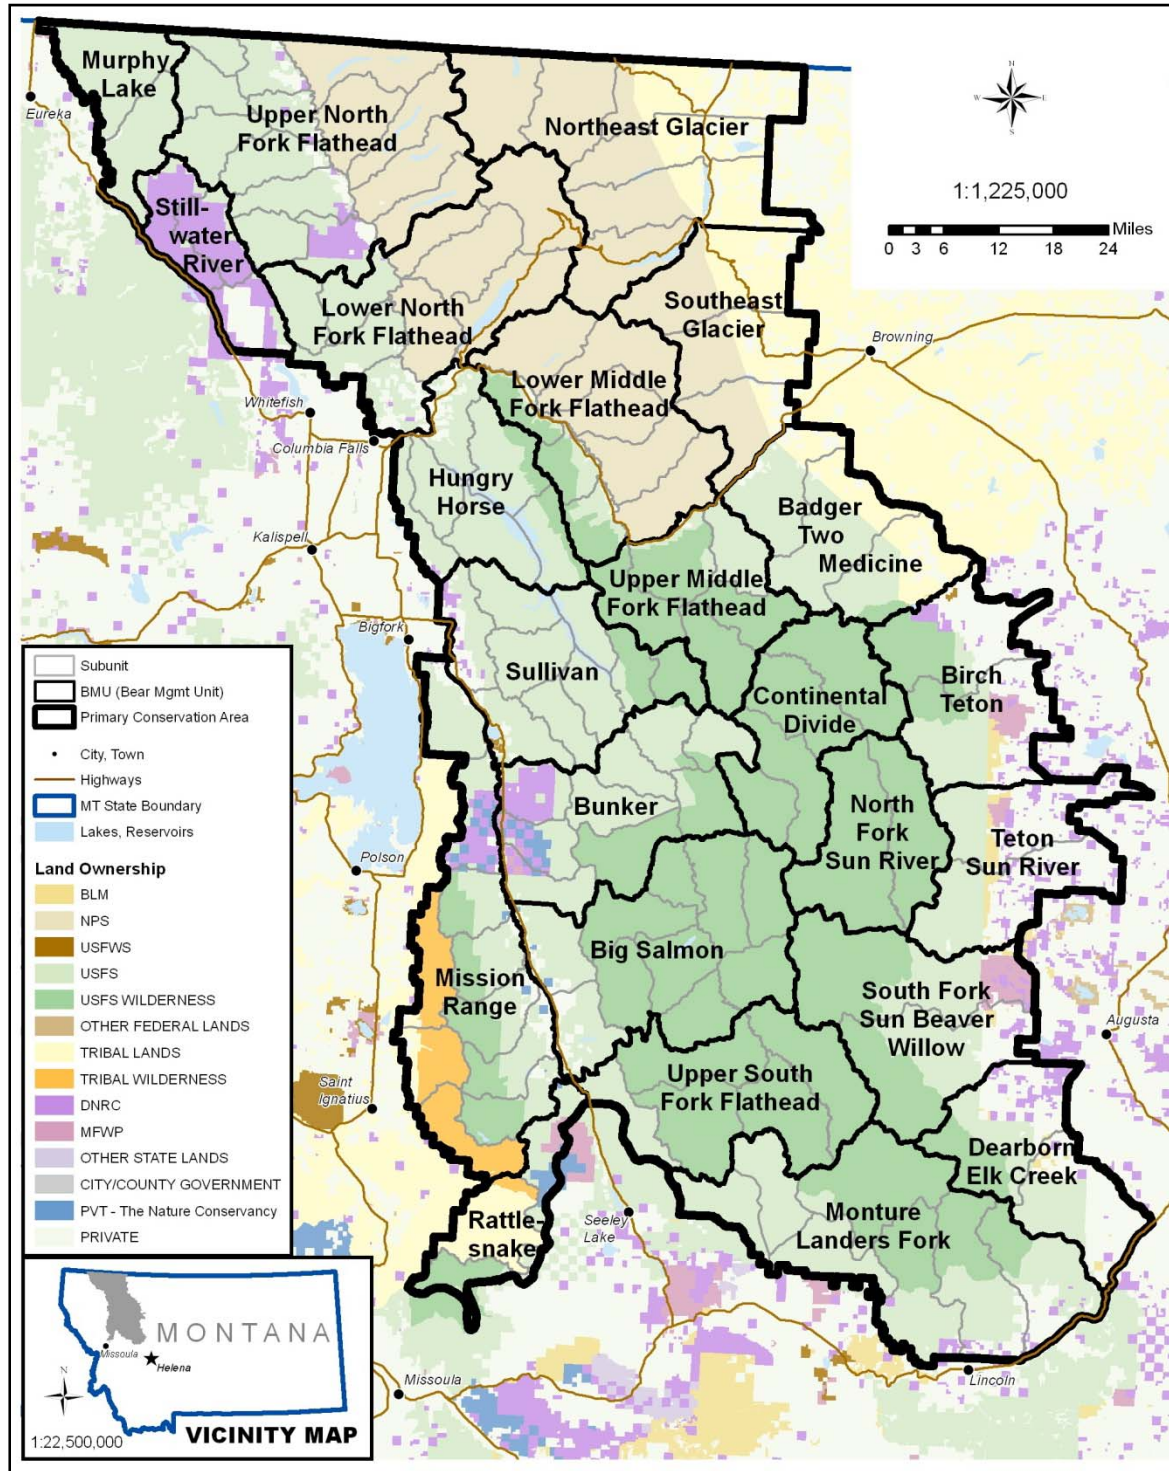 Murphy
Lake
Eureka
Upper North
Fork Flathead
Northeast Glacier
N
W
E
S
1:1,225,000
Miles
0 3 6 12 18 24
Still-
water
River
Lower North
Fork Flathead
Southeast
Glacier
Browning
Lower Middle
Fork Flathead
Whitefish
Columbia Falls
Hungry
Horse
Badger
Two
Medicine
Kalispell
Upper Middle
Fork Flathead
Bigfork
Sullivan
Continental
Divide
Birch
Teton
Bunker
North
Fork
Sun River
Teton
Sun River
Polson
Big Salmon
Mission
Range
South Fork
Sun Beaver
Willow
Augusta
Saint
Ignatius
Upper South
Fork Flathead
Dearborn
Elk Creek
Rattle-
snake
Seeley
Lake
Monture
Landers Fork
Missoula
Lincoln
Subunit
BMU (Bear Mgmt Unit)
Primary Conservation Area
City, Town
Highways
MT State Boundary
Lakes, Reservoirs
Land Ownership
BLM
NPS
USFWS
USFS
USFS WILDERNESS
OTHER FEDERAL LANDS
TRIBAL LANDS
TRIBAL WILDERNESS
DNRC
MFWP
OTHER STATE LANDS
CITY/COUNTY GOVERNMENT
PVT - The Nature Conservancy
PRIVATE
MONTANA
Missoula
Helena
N
1:22,500,000
VICINITY MAP